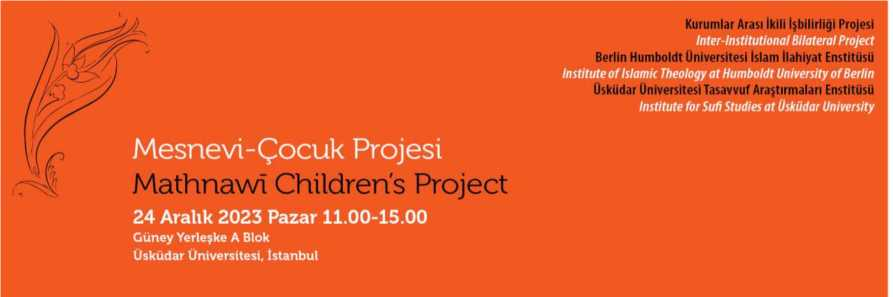 Kurumlar Arası İkili İşbilirliği Projesi
Inter-Institutional Bilateral Project
Berlin Humboldt Üniversitesi İslam İlahiyat Enstitüsü
Institute of Islamic Theology at Humboldt University of Berlin
Üsküdar Üniversitesi Tasavvuf Araştırmaları Enstitüsü
Institute for Sufi Studies at Üsküdar University
Mesnevi-Çocuk Projesi
Mathnawī Children's Project
24 Aralık 2023 Pazar 11.00-15.00
Güney Yerleşke A Blok
Üsküdar Üniversitesi, İstanbul